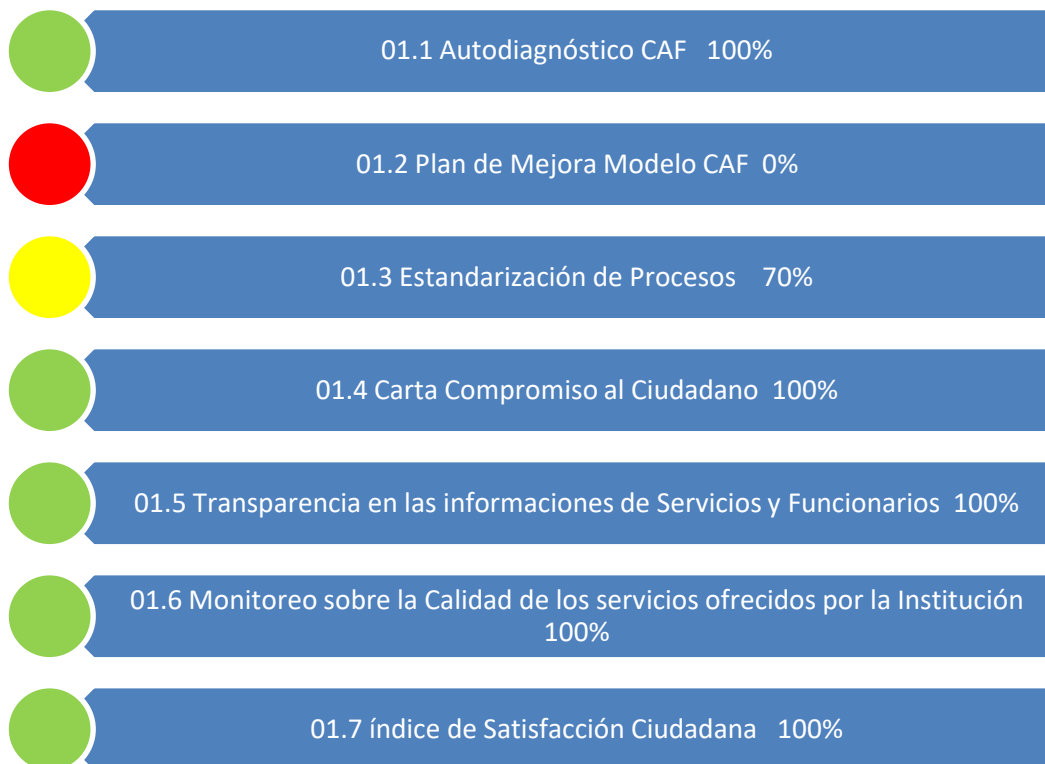 01.1 Autodiagnóstico CAF   100%
01.2 Plan de Mejora Modelo CAF  0%
01.3 Estandarización de Procesos    70%
01.4 Carta Compromiso al Ciudadano  100%
01.5 Transparencia en las informaciones de Servicios y Funcionarios  100%
01.6 Monitoreo sobre la Calidad de los servicios ofrecidos por la Institución
100%
01.7 índice de Satisfacción Ciudadana   100%